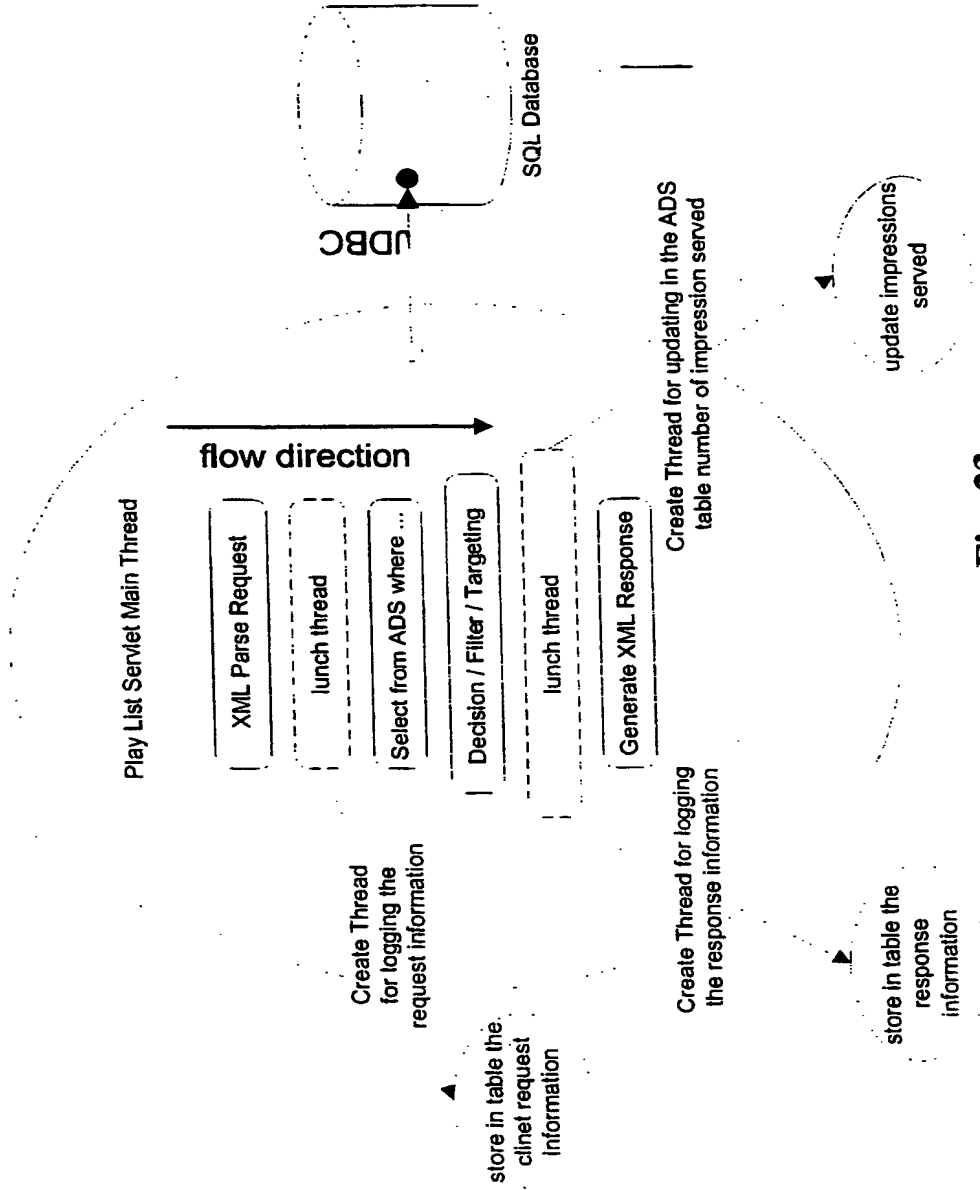 Play List Servlet Main Thread
flow direction
XML Parse Request
lunch thread
Select from ADS where ...
Decision / Filter / Targeting
lunch thread
Generate XML Response
JDBC
SQL Database
Create Thread
for logging the
request information
store in table the
clinet request
information
Create Thread for logging
the response information
store in table the
response
information
Create Thread for updating in the ADS
table number of impression served
update impressions
served